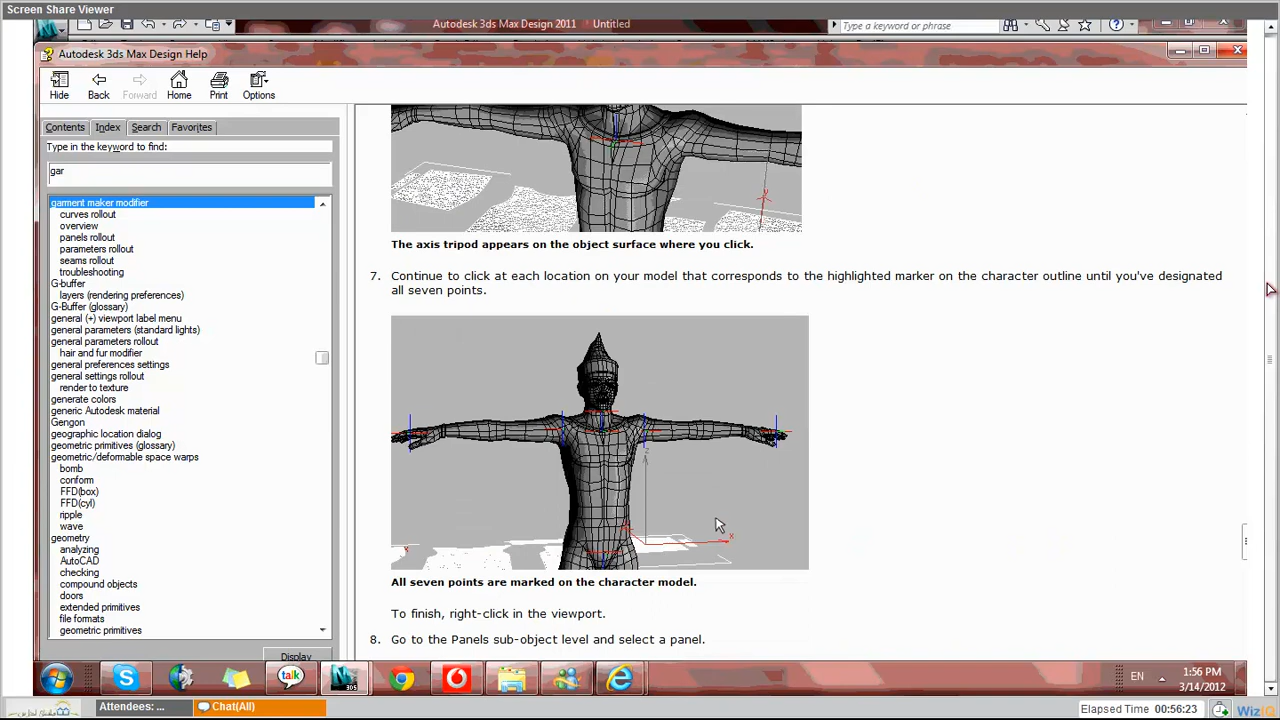 Screen Share Viewer
Autodesk 3ds Max Design 2011
Untitled
Type a keyword or phrase
Autodesk 3ds Max Design Help
Hide
Back
Forward
Home
Print
Options
Contents
Index
Search
Favorites
Type in the keyword to find:
gar
garment maker modifier
curves rollout
overview
panels rollout
parameters rollout
seams rollout
troubleshooting
G-buffer
layers (rendering preferences)
G-Buffer (glossary)
general (+) viewport label menu
general parameters (standard lights)
general parameters rollout
hair and fur modifier
general preferences settings
general settings rollout
render to texture
generate colors
generic Autodesk material
Gengon
geographic location dialog
geometric primitives (glossary)
geometric/deformable space warps
bomb
conform
FFD(box)
FFD(cyl)
ripple
wave
geometry
analyzing
AutoCAD
checking
compound objects
doors
extended primitives
file formats
geometric primitives
Display
The axis tripod appears on the object surface where you click.
7. Continue to click at each location on your model that corresponds to the highlighted marker on the character outline until you've designated
all seven points.
All seven points are marked on the character model.
To finish, right-click in the viewport.
8. Go to the Panels sub-object level and select a panel.
talk
EN
1:56 PM
3/14/2012
Attendees: ...
Chat(All)
Elapsed Time
00:56:23
WizIQ